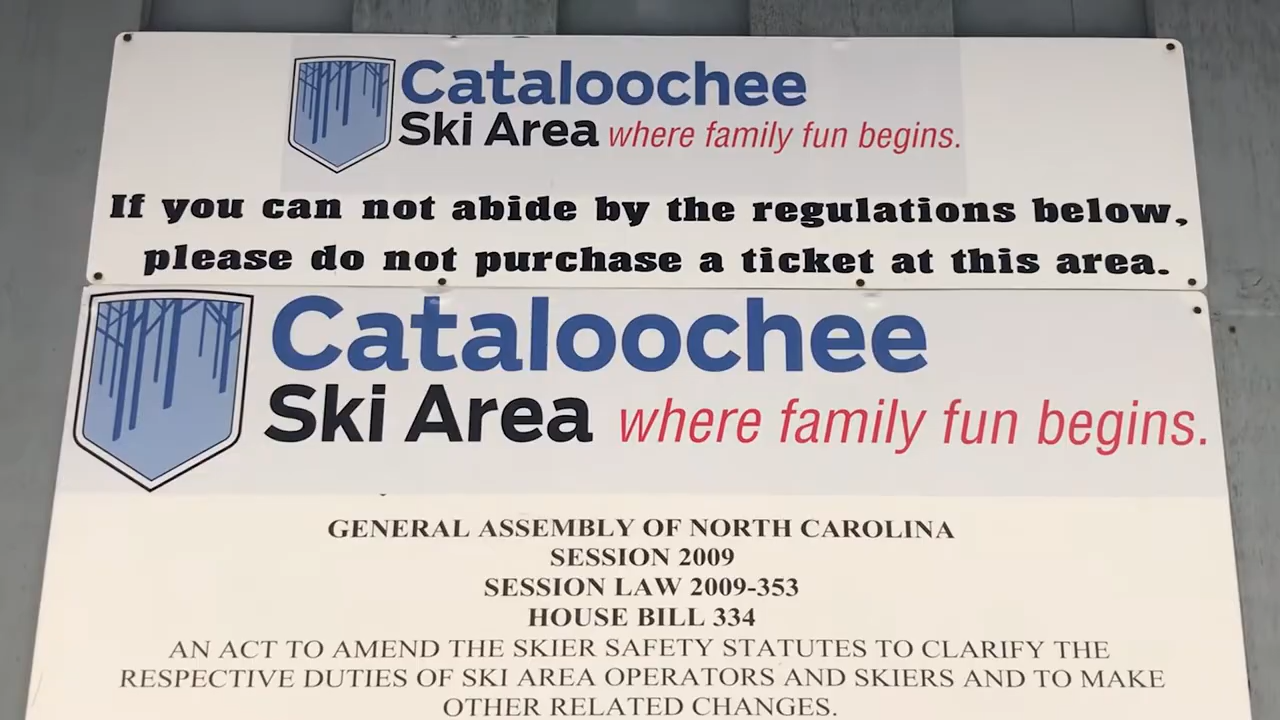 Cataloochee
Ski Area where family fun begins.
If you can not abide by the regulations below,
please do not purchase a ticket at this area.
Cataloochee
Ski Area where family fun begins.
GENERAL ASSEMBLY OF NORTH CAROLINA
SESSION 2009
SESSION LAW 2009-353
HOUSE BILL 334
AN ACT TO AMEND THE SKIER SAFETY STATUTES TO CLARIFY THE
RESPECTIVE DUTIES OF SKI AREA OPERATORS AND SKIERS AND TO MAKE
OTHER RELATED CHANGES.